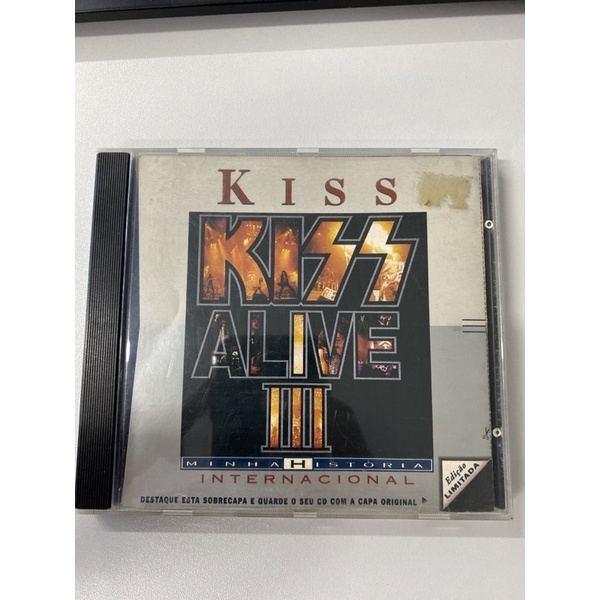 KISS
KISS
ALIVE
III
MINHA HISTÓRIA
INTERNACIONAL
DESTAQUE ESTA SOBRECAPA E GUARDE O SEU CD COM A CAPA ORIGINAL
Edição
LIMITADA